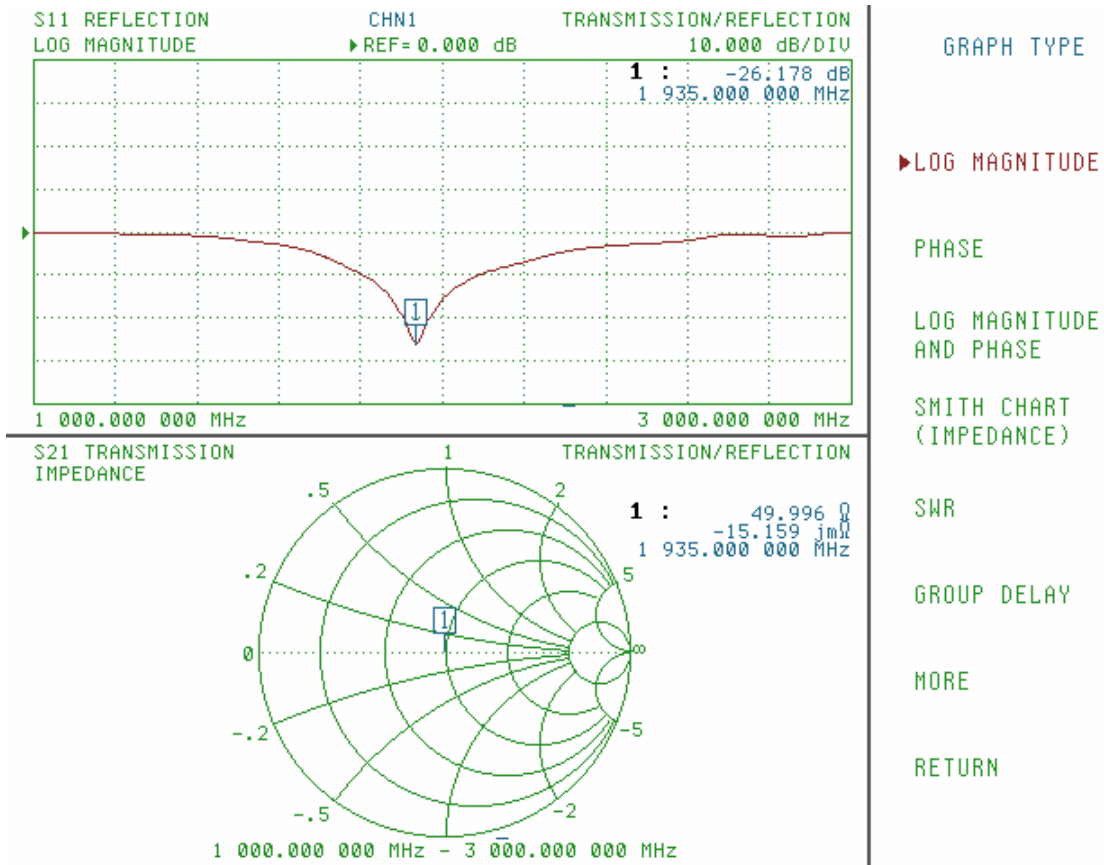 S11 REFLECTION CHN1 TRANSMISSION/REFLECTION
LOG MAGNITUDE ▶REF= 0.000 dB 10.000 dB/DIV
1 : -26.178 dB
1 935.000 000 MHz
1
1 000.000 000 MHz 3 000.000 000 MHz
S21 TRANSMISSION 1 TRANSMISSION/REFLECTION
IMPEDANCE
.5 2
1 : 49.996 Ω
-15.159 jmΩ
1 935.000 000 MHz
.2 5
1
0 ∞
-.2 -5
-.5 -2
1 000.000 000 MHz - 3 000.000 000 MHz
GRAPH TYPE
▶LOG MAGNITUDE
PHASE
LOG MAGNITUDE
AND PHASE
SMITH CHART
(IMPEDANCE)
SWR
GROUP DELAY
MORE
RETURN